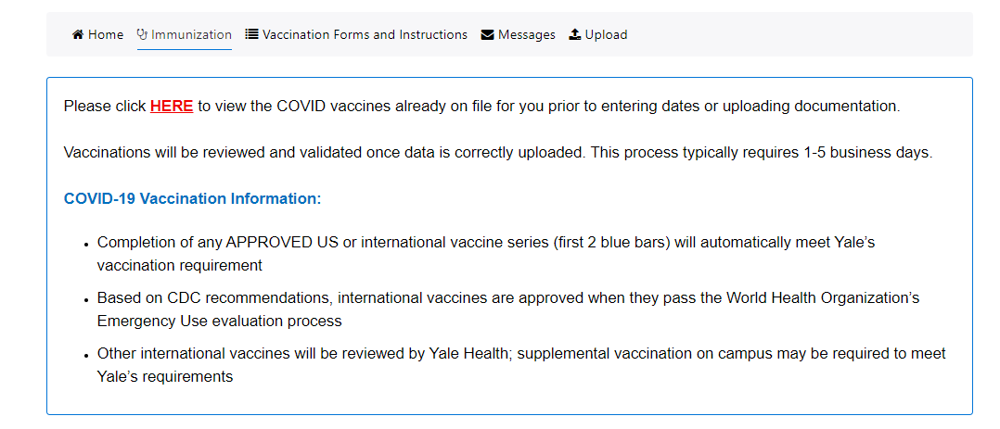 Home Immunization Vaccination Forms and Instructions Messages Upload
Please click HERE to view the COVID vaccines already on file for you prior to entering dates or uploading documentation.
Vaccinations will be reviewed and validated once data is correctly uploaded. This process typically requires 1-5 business days.
COVID-19 Vaccination Information:
• Completion of any APPROVED US or international vaccine series (first 2 blue bars) will automatically meet Yale’s
vaccination requirement
• Based on CDC recommendations, international vaccines are approved when they pass the World Health Organization’s
Emergency Use evaluation process
• Other international vaccines will be reviewed by Yale Health; supplemental vaccination on campus may be required to meet
Yale’s requirements